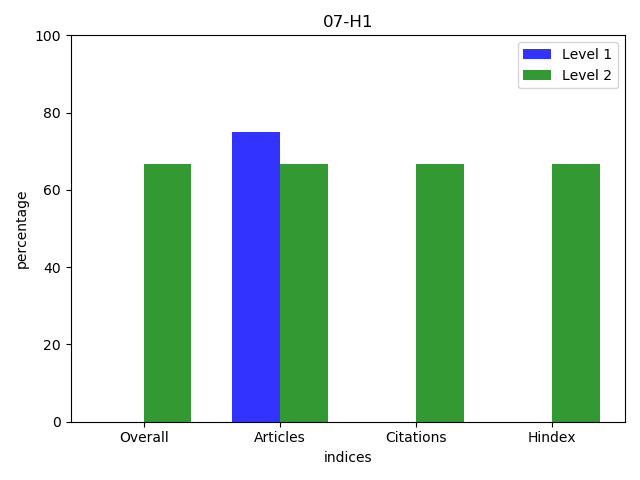 07-H1
100
80
60
40
20
0
percentage
Level 1
Level 2
Overall Articles Citations Hindex
indices